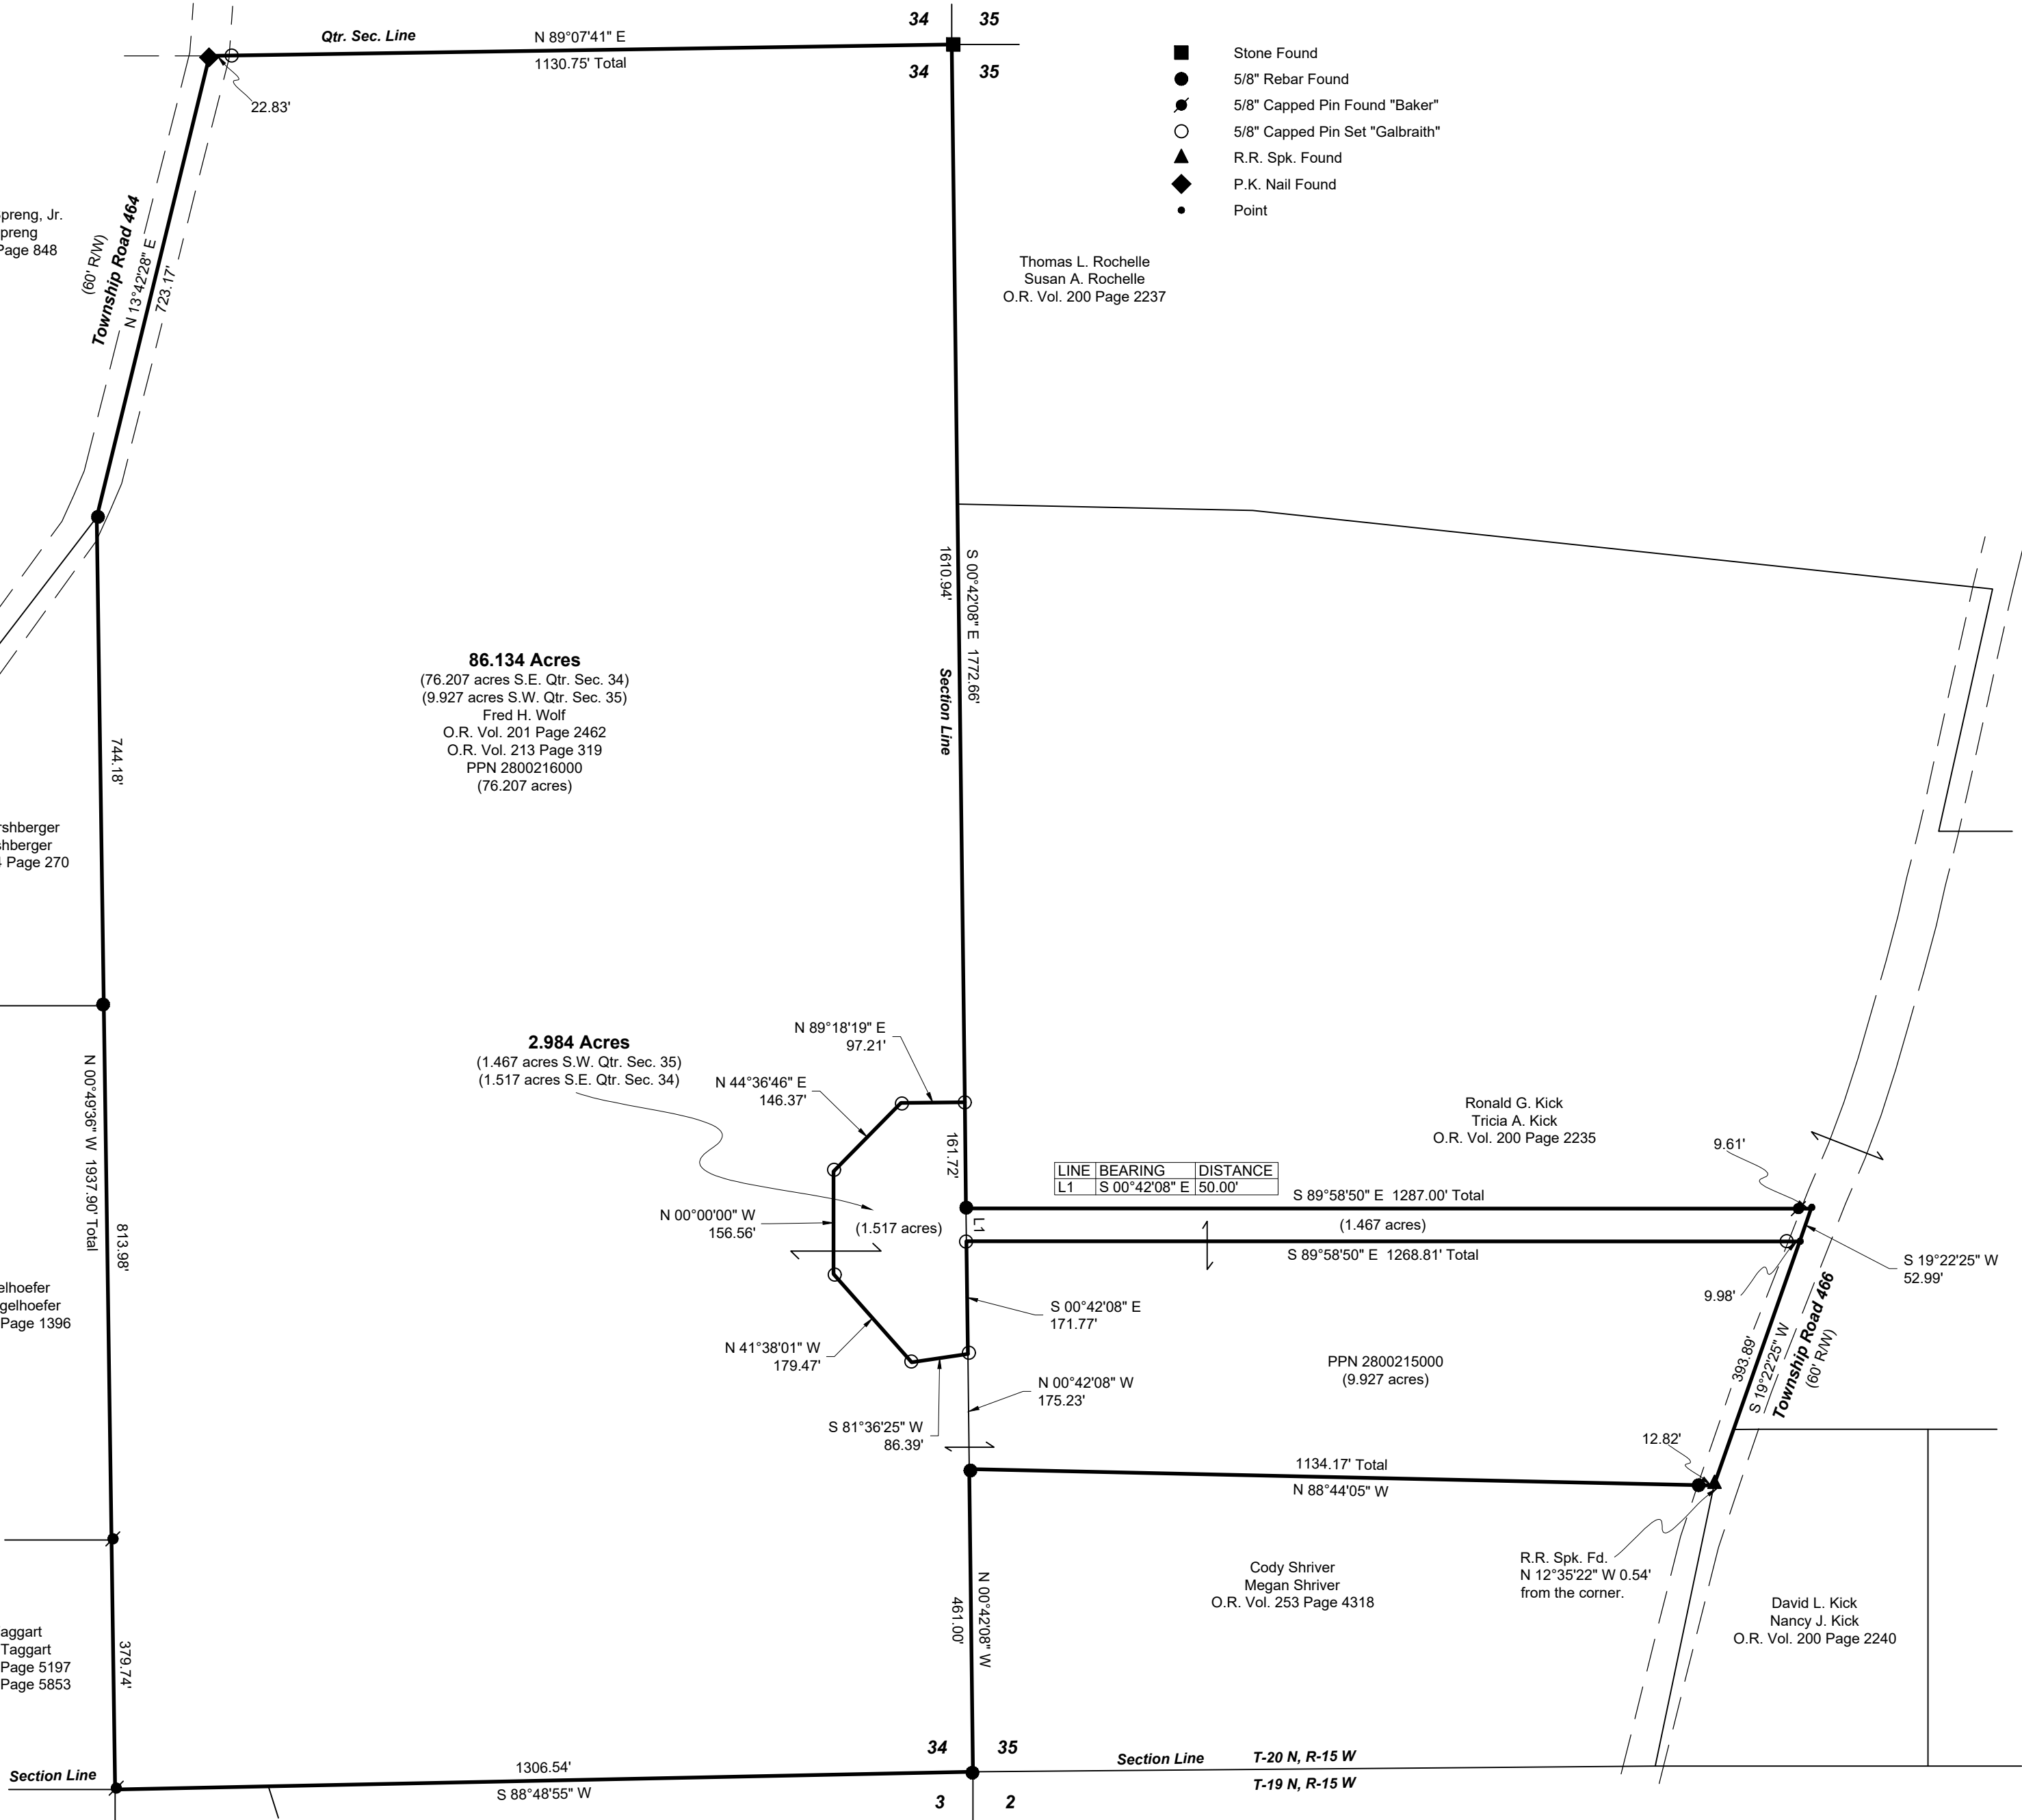 34
35
Qtr. Sec. Line
N 89°07'41" E
1130.75' Total
34
35
22.83'
Stone Found
5/8" Rebar Found
5/8" Capped Pin Found "Baker"
5/8" Capped Pin Set "Galbraith"
R.R. Spk. Found
P.K. Nail Found
Point
Jr.
Page 848
(60' R/W)
Township Road 464
N 13°42'28" E
723.17'
Thomas L. Rochelle
Susan A. Rochelle
O.R. Vol. 200 Page 2237
1610.94'
S 00°42'08" E 1772.66'
Section Line
86.134 Acres
(76.207 acres S.E. Qtr. Sec. 34)
(9.927 acres S.W. Qtr. Sec. 35)
Fred H. Wolf
O.R. Vol. 201 Page 2462
O.R. Vol. 213 Page 319
PPN 2800216000
(76.207 acres)
744.18'
rshberger
shberger
Page 270
2.984 Acres
(1.467 acres S.W. Qtr. Sec. 35)
(1.517 acres S.E. Qtr. Sec. 34)
N 89°18'19" E
97.21'
N 44°36'46" E
146.37'
N 00°00'00" W
156.56'
(1.517 acres)
N 41°38'01" W
179.47'
S 81°36'25" W
86.39'
161.72'
L1
LINE BEARING DISTANCE
L1 S 00°42'08" E 50.00'
Ronald G. Kick
Tricia A. Kick
O.R. Vol. 200 Page 2235
9.61'
S 89°58'50" E 1287.00' Total
(1.467 acres)
S 89°58'50" E 1268.81' Total
S 19°22'25" W
52.99'
9.98'
S 00°42'08" E
171.77'
N 00°42'08" W
175.23'
PPN 2800215000
(9.927 acres)
393.89'
S 19°22'25" W
Township Road 466
(60' R/W)
N 00°49'36" W 1937.90' Total
813.98'
elhoefer
gelhoefer
Page 1396
12.82'
1134.17' Total
N 88°44'05" W
R.R. Spk. Fd.
N 12°35'22" W 0.54'
from the corner.
Cody Shriver
Megan Shriver
O.R. Vol. 253 Page 4318
David L. Kick
Nancy J. Kick
O.R. Vol. 200 Page 2240
N 00°42'08" W
461.00'
aggart
Taggart
Page 5197
Page 5853
379.74'
34
35
Section Line
T-20 N, R-15 W
T-19 N, R-15 W
1306.54'
S 88°48'55" W
Section Line
3
2